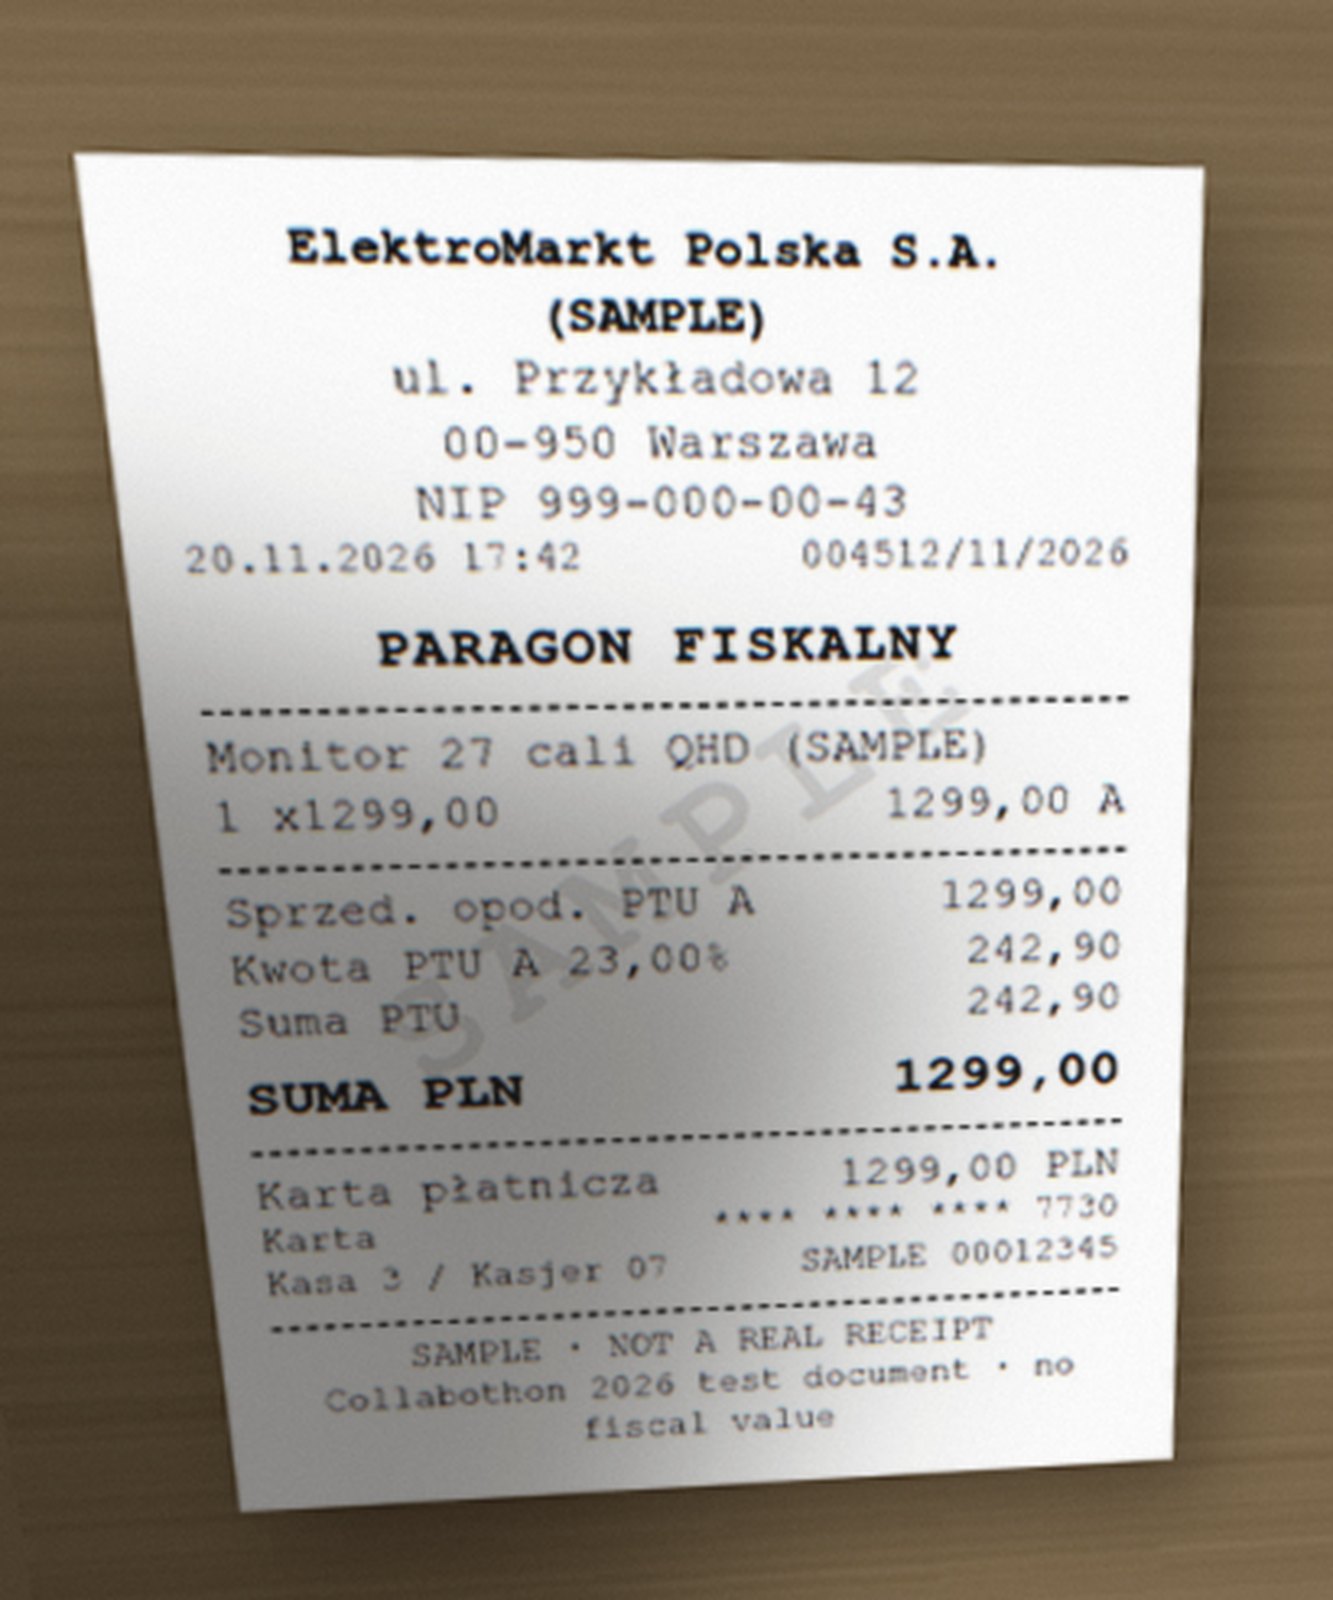 ElektroMarkt Polska S.A.
(SAMPLE)
ul. Przykładowa 12
00-950 Warszawa
NIP 999-000-00-43
20.11.2026 17:42 004512/11/2026
PARAGON FISKALNY
Monitor 27 cali QHD (SAMPLE)
1 x1299,00 1299,00 A
Sprzed. opod. PTU A 1299,00
Kwota PTU A 23,00% 242,90
Suma PTU 242,90
SUMA PLN 1299,00
Karta płatnicza 1299,00 PLN
Karta **** **** **** 7730
Kasa 3 / Kasjer 07 SAMPLE 00012345
SAMPLE · NOT A REAL RECEIPT
Collabothon 2026 test document · no
fiscal value
SAMPLE